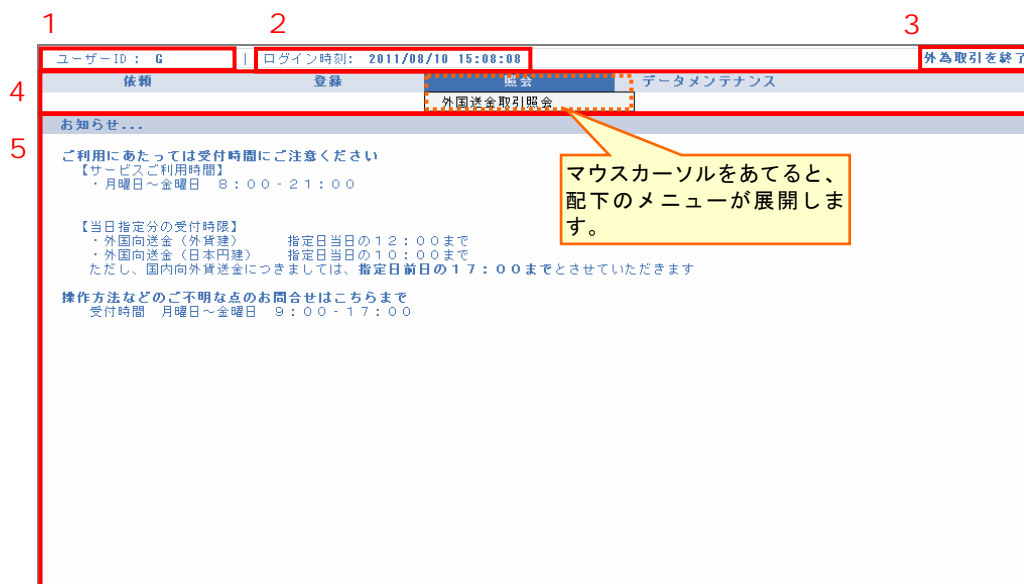 1 2 3
ユーザーID： G ｜ ログイン時刻： 2011/08/10 15:08:08 外為取引を終了
4
依頼 登録 照会 データメンテナンス
外国送金取引照会
5
お知らせ...
ご利用にあたっては受付時間にご注意ください
【サービスご利用時間】
・月曜日～金曜日 ８：００－２１：００
マウスカーソルをあてると、
配下のメニューが展開しま
す。
【当日指定分の受付時限】
・外国向送金（外貨建） 指定日当日の１２：００まで
・外国向送金（日本円建） 指定日当日の１０：００まで
ただし、国内向外貨送金につきましては、指定日前日の１７：００までとさせていただきます
操作方法などのご不明な点のお問合せはこちらまで
受付時間 月曜日～金曜日 ９：００－１７：００